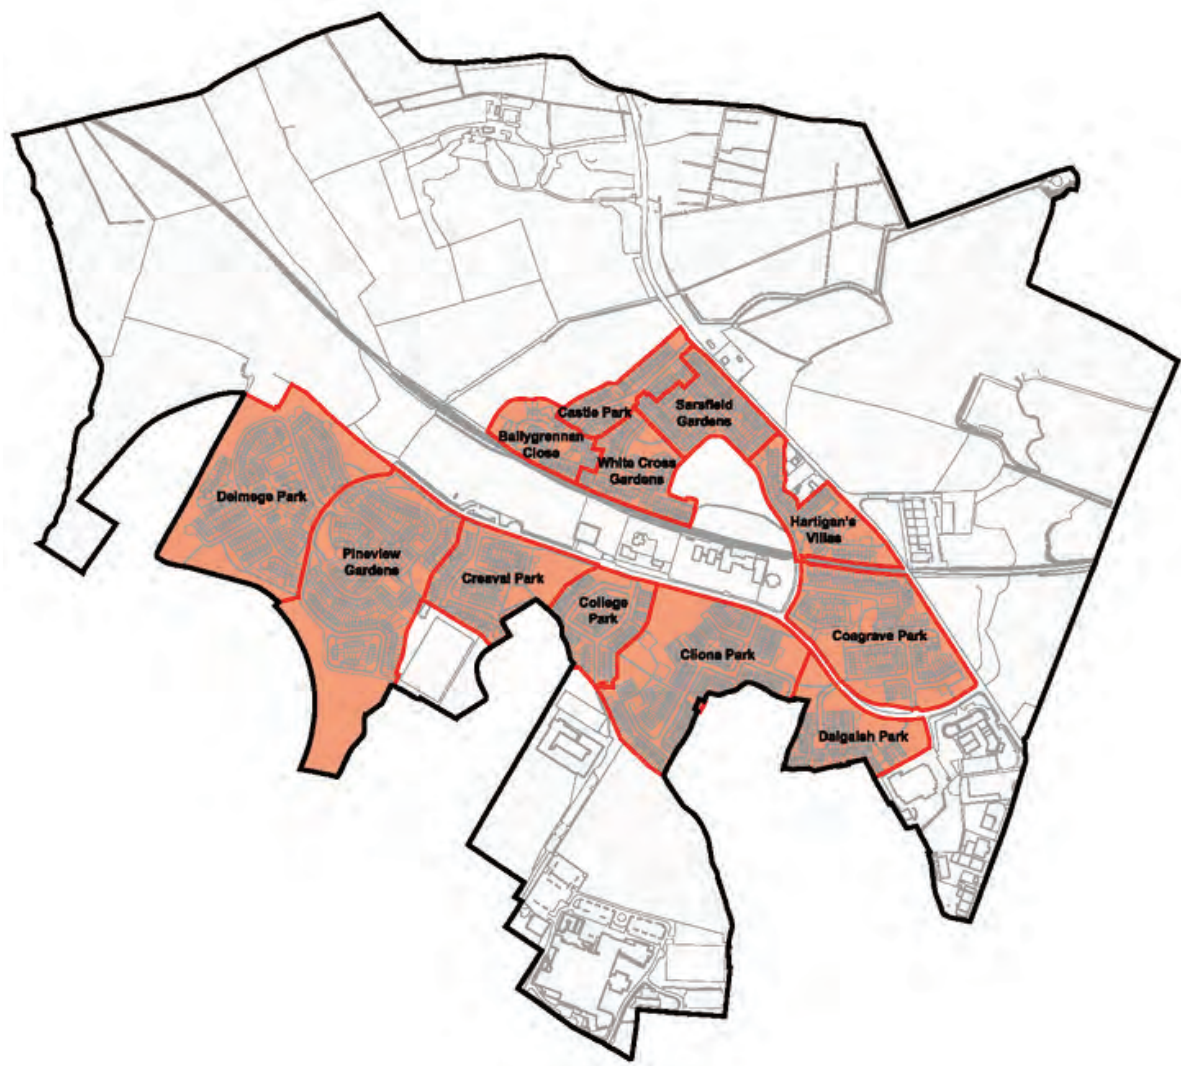 Castle Park
Sarsfield
Gardens
Ballygrennan
Close
White Cross
Gardens
Delmege Park
Hartigan's
Villas
Pineview
Gardens
Creaval Park
College
Park
Cosgrave Park
Cliona Park
Dalgaish Park